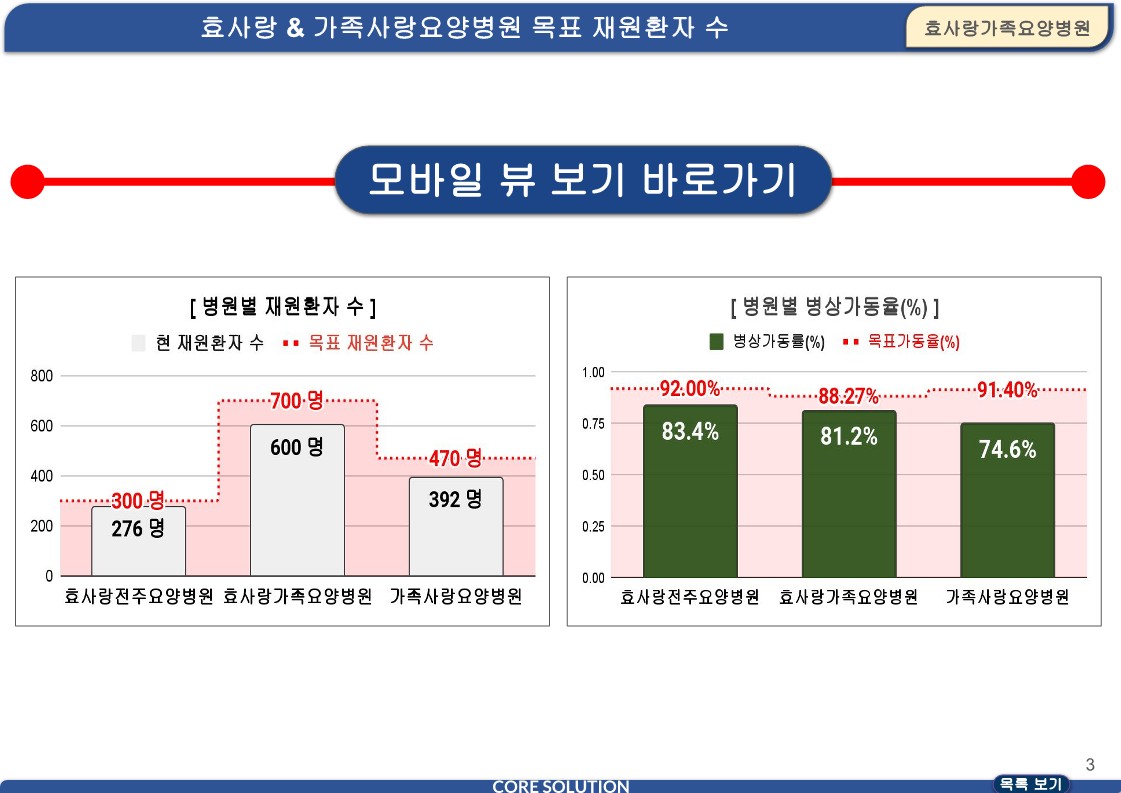 효사랑 & 가족사랑요양병원 목표 재원환자 수
효사랑가족요양병원
모바일 뷰 보기 바로가기
[ 병원별 재원환자 수 ]
현 재원환자 수
목표 재원환자 수
800
600
400
200
0
300 명
276 명
700 명
600 명
470 명
392 명
효사랑전주요양병원
효사랑가족요양병원
가족사랑요양병원
[ 병원별 병상가동율(%) ]
병상가동률(%)
목표가동율(%)
1.00
0.75
0.50
0.25
0.00
92.00%
83.4%
88.27%
81.2%
91.40%
74.6%
효사랑전주요양병원
효사랑가족요양병원
가족사랑요양병원
3
CORE SOLUTION
목록 보기